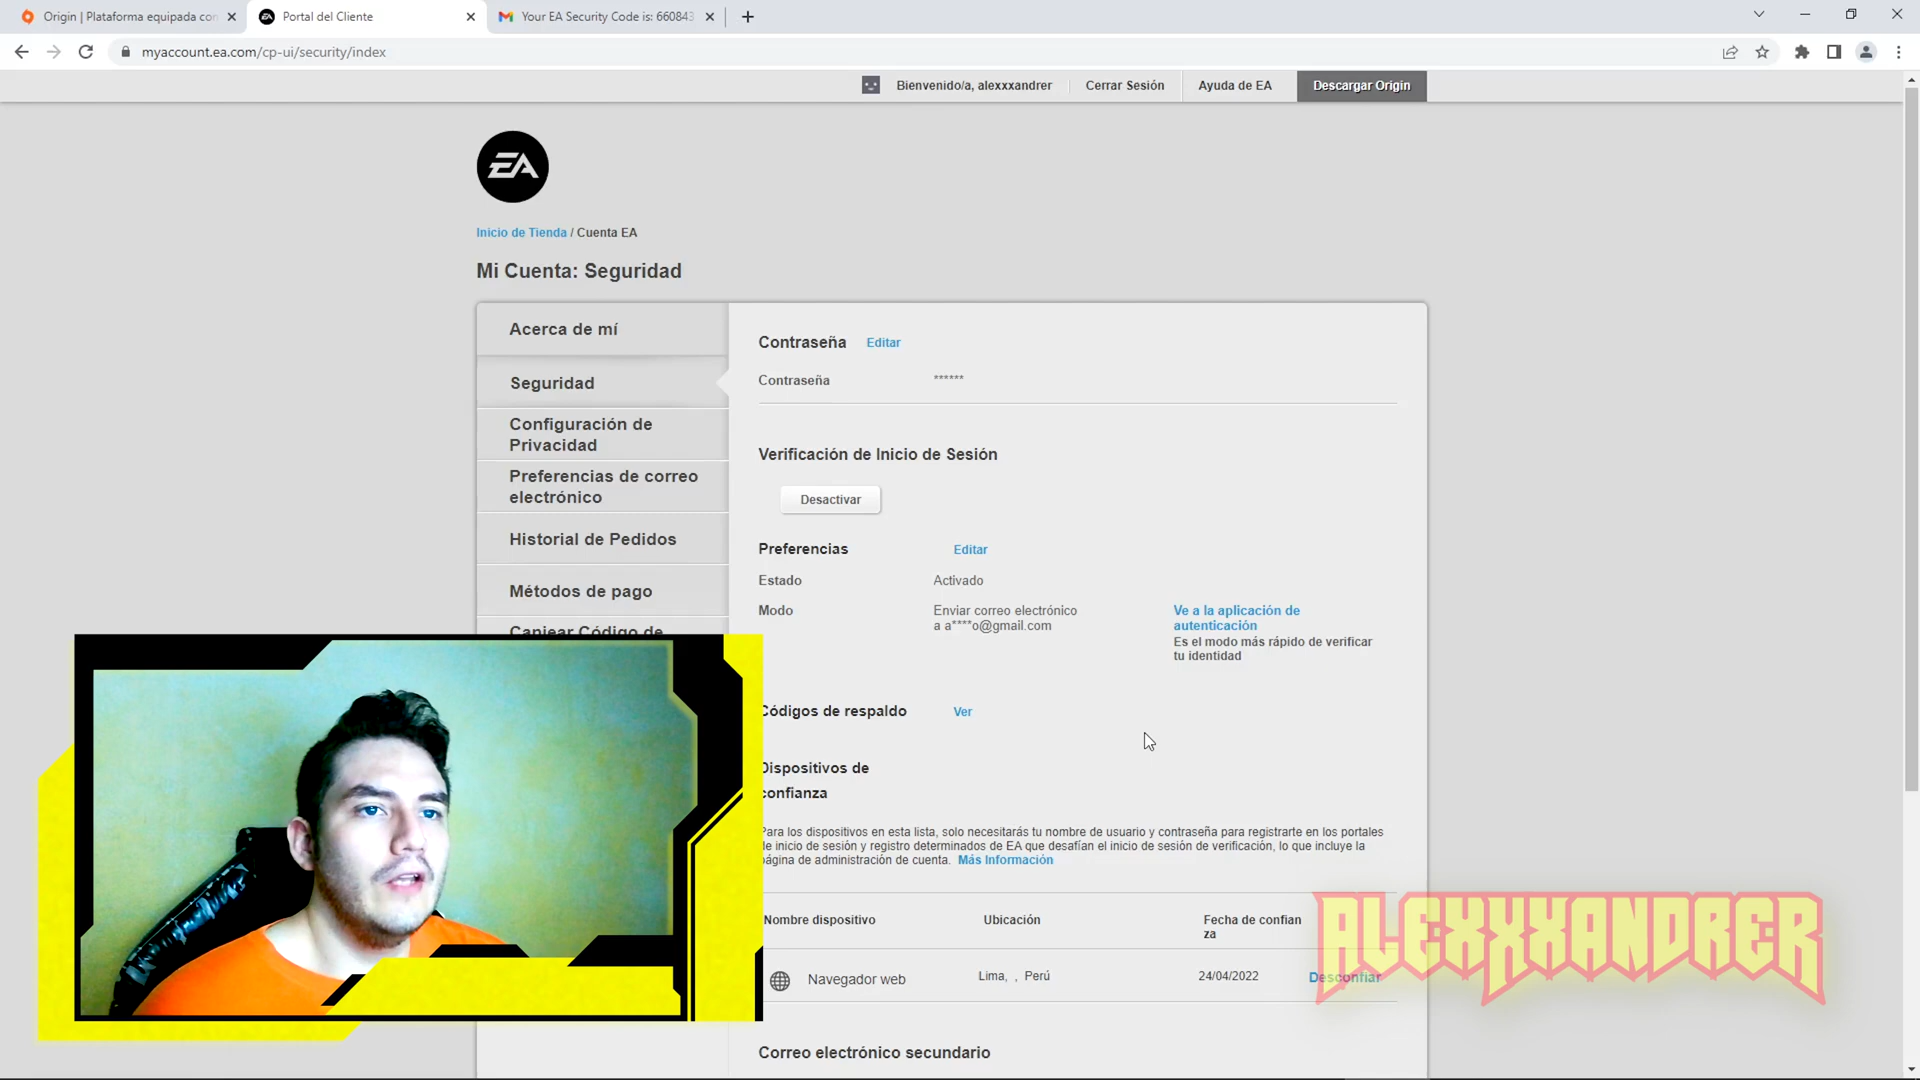 Origin | Plataforma equipada con
Portal del Cliente
Your EA Security Code is: 660843
myaccount.ea.com/cp-ui/security/index
Bienvenido/a, alexxxandrer
Cerrar Sesión
Ayuda de EA
Descargar Origin
EA
Inicio de Tienda / Cuenta EA
Mi Cuenta: Seguridad
Acerca de mí
Seguridad
Configuración de
Privacidad
Preferencias de correo
electrónico
Historial de Pedidos
Métodos de pago
Canjear Código de
Contraseña Editar
Contraseña ******
Verificación de Inicio de Sesión
Desactivar
Preferencias Editar
Estado Activado
Modo Enviar correo electrónico
a a****o@gmail.com
Ve a la aplicación de
autenticación
Es el modo más rápido de verificar
tu identidad
Códigos de respaldo Ver
Dispositivos de
confianza
Para los dispositivos en esta lista, solo necesitarás tu nombre de usuario y contraseña para registrarte en los portales
de inicio de sesión y registro determinados de EA que desafían el inicio de sesión de verificación, lo que incluye la
página de administración de cuenta. Más Información
Nombre dispositivo Ubicación Fecha de confian
za
Navegador web Lima, , Perú 24/04/2022 Desconfiar
ALEXXXANDRER
Correo electrónico secundario